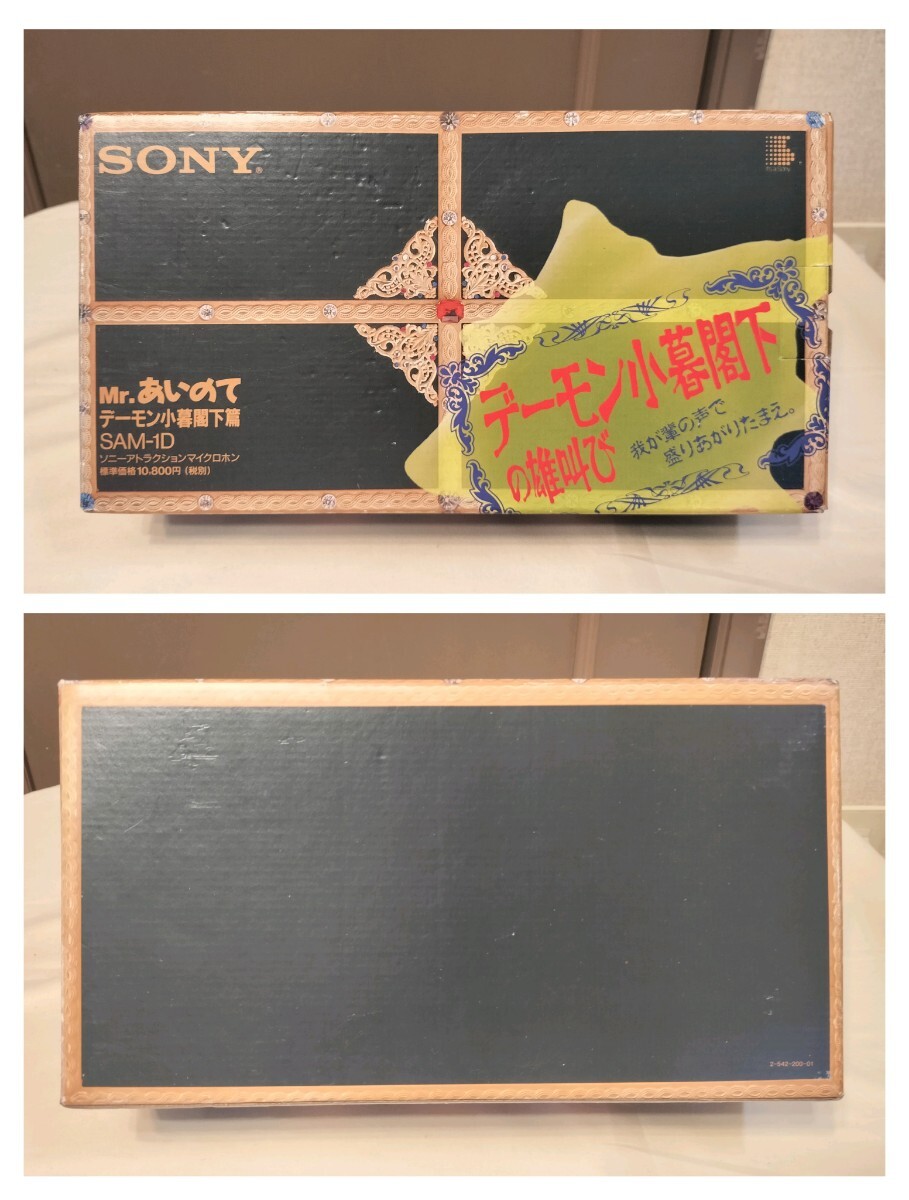 SONY®
Mr.あいのて
デーモン小暮閣下篇
SAM-1D
ソニーアトラクションマイクロホン
標準価格10,800円(税別)
デーモン小暮閣下
の雄叫び
我が輩の声で
盛りあがりたまえ。
2-542-200-01